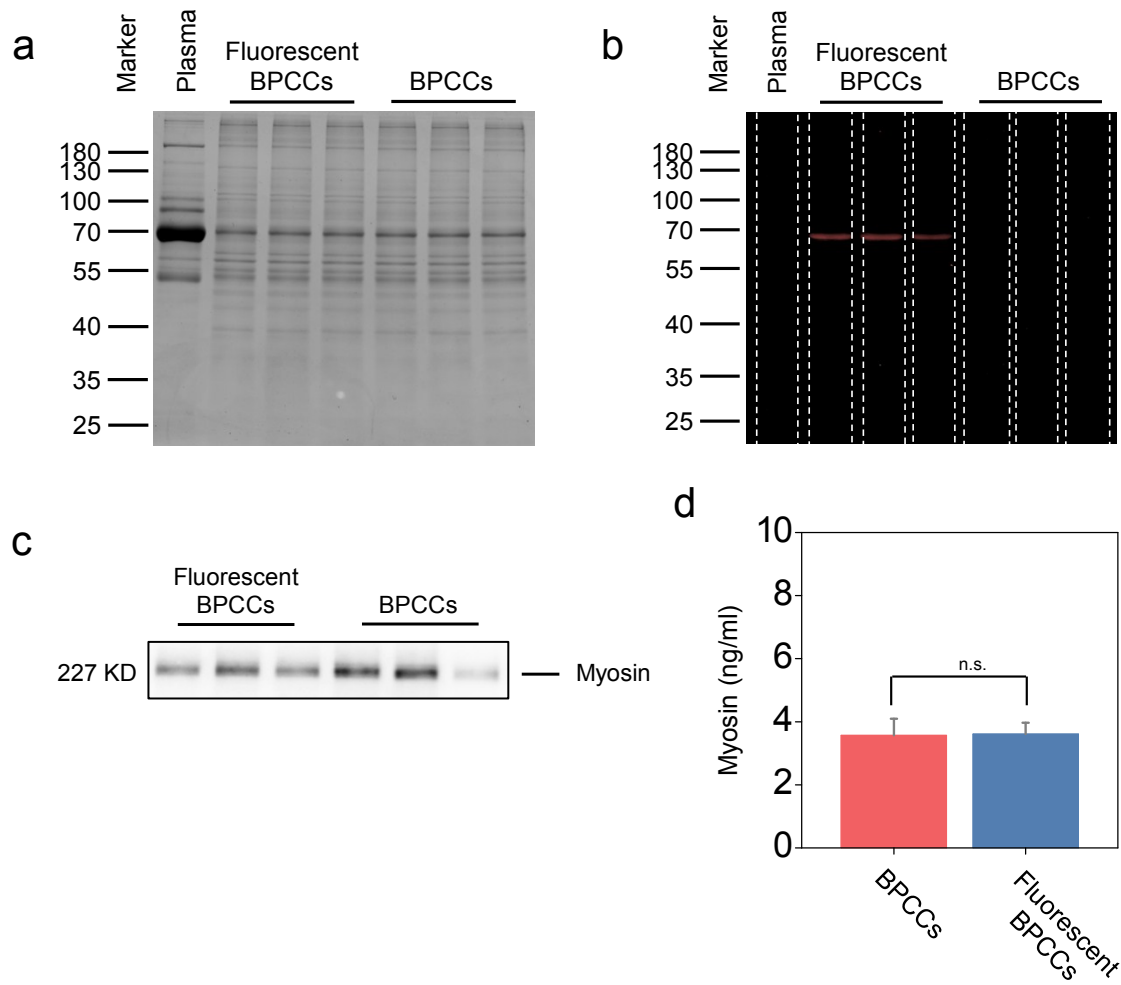 a
Marker
Plasma
Fluorescent
BPCCs
BPCCs
180
130
100
70
55
40
35
25
b
Marker
Plasma
Fluorescent
BPCCs
BPCCs
180
130
100
70
55
40
35
25
c
Fluorescent
BPCCs
BPCCs
227 KD
Myosin
d
Myosin (ng/ml)
10
8
6
4
2
0
n.s.
BPCCs
Fluorescent
BPCCs